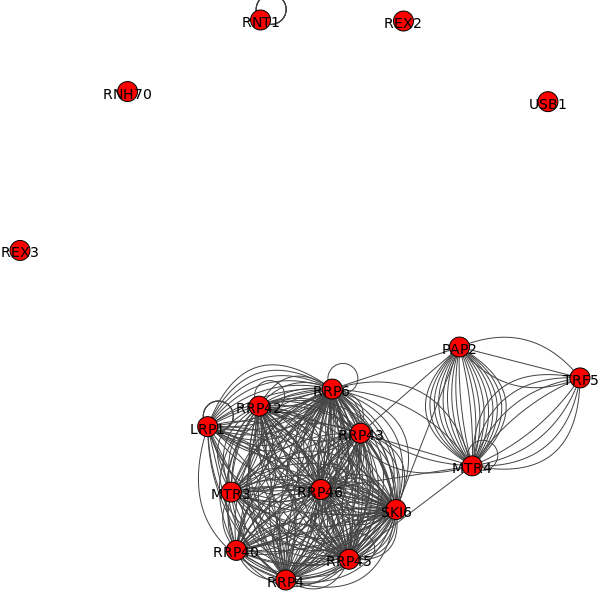 RNT1
REX2
RNH70
USB1
REX3
PAP2
TRF5
RRP6
RRP42
LRP1
RRP43
MTR4
MTR3
RRP46
SKI6
RRP40
RRP45
RRP4